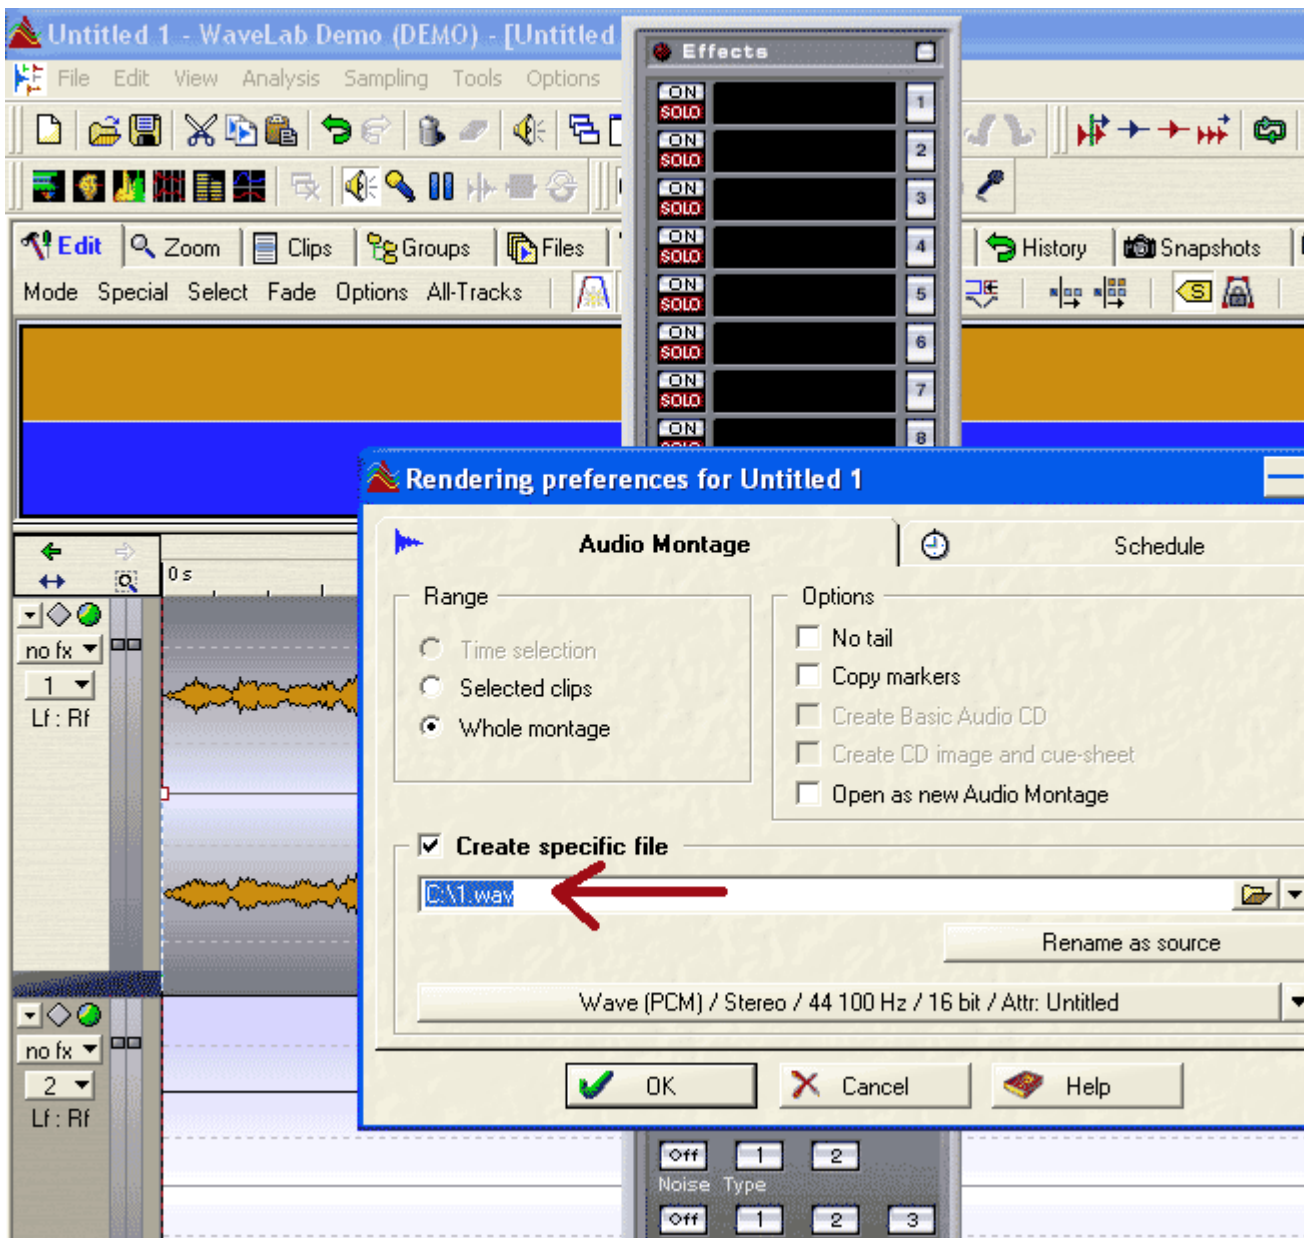 Untitled 1 - WaveLab Demo (DEMO) - [Untitled
Effects
File Edit View Analysis Sampling Tools Options
ON
SOLO
1
ON
SOLO
2
ON
SOLO
3
ON
SOLO
4
ON
SOLO
5
ON
SOLO
6
ON
SOLO
7
ON
SOLO
8
Edit Zoom Clips Groups Files History Snapshots
Mode Special Select Fade Options All-Tracks
S
Rendering preferences for Untitled 1
Audio Montage Schedule
0 s
Range
Time selection
Selected clips
Whole montage
Options
No tail
Copy markers
Create Basic Audio CD
Create CD image and cue-sheet
Open as new Audio Montage
no fx
1
Lf : Rf
Create specific file
C:\1.wav
Rename as source
Wave (PCM) / Stereo / 44 100 Hz / 16 bit / Attr: Untitled
OK Cancel Help
no fx
2
Lf : Rf
Off 1 2
Noise Type
Off 1 2 3